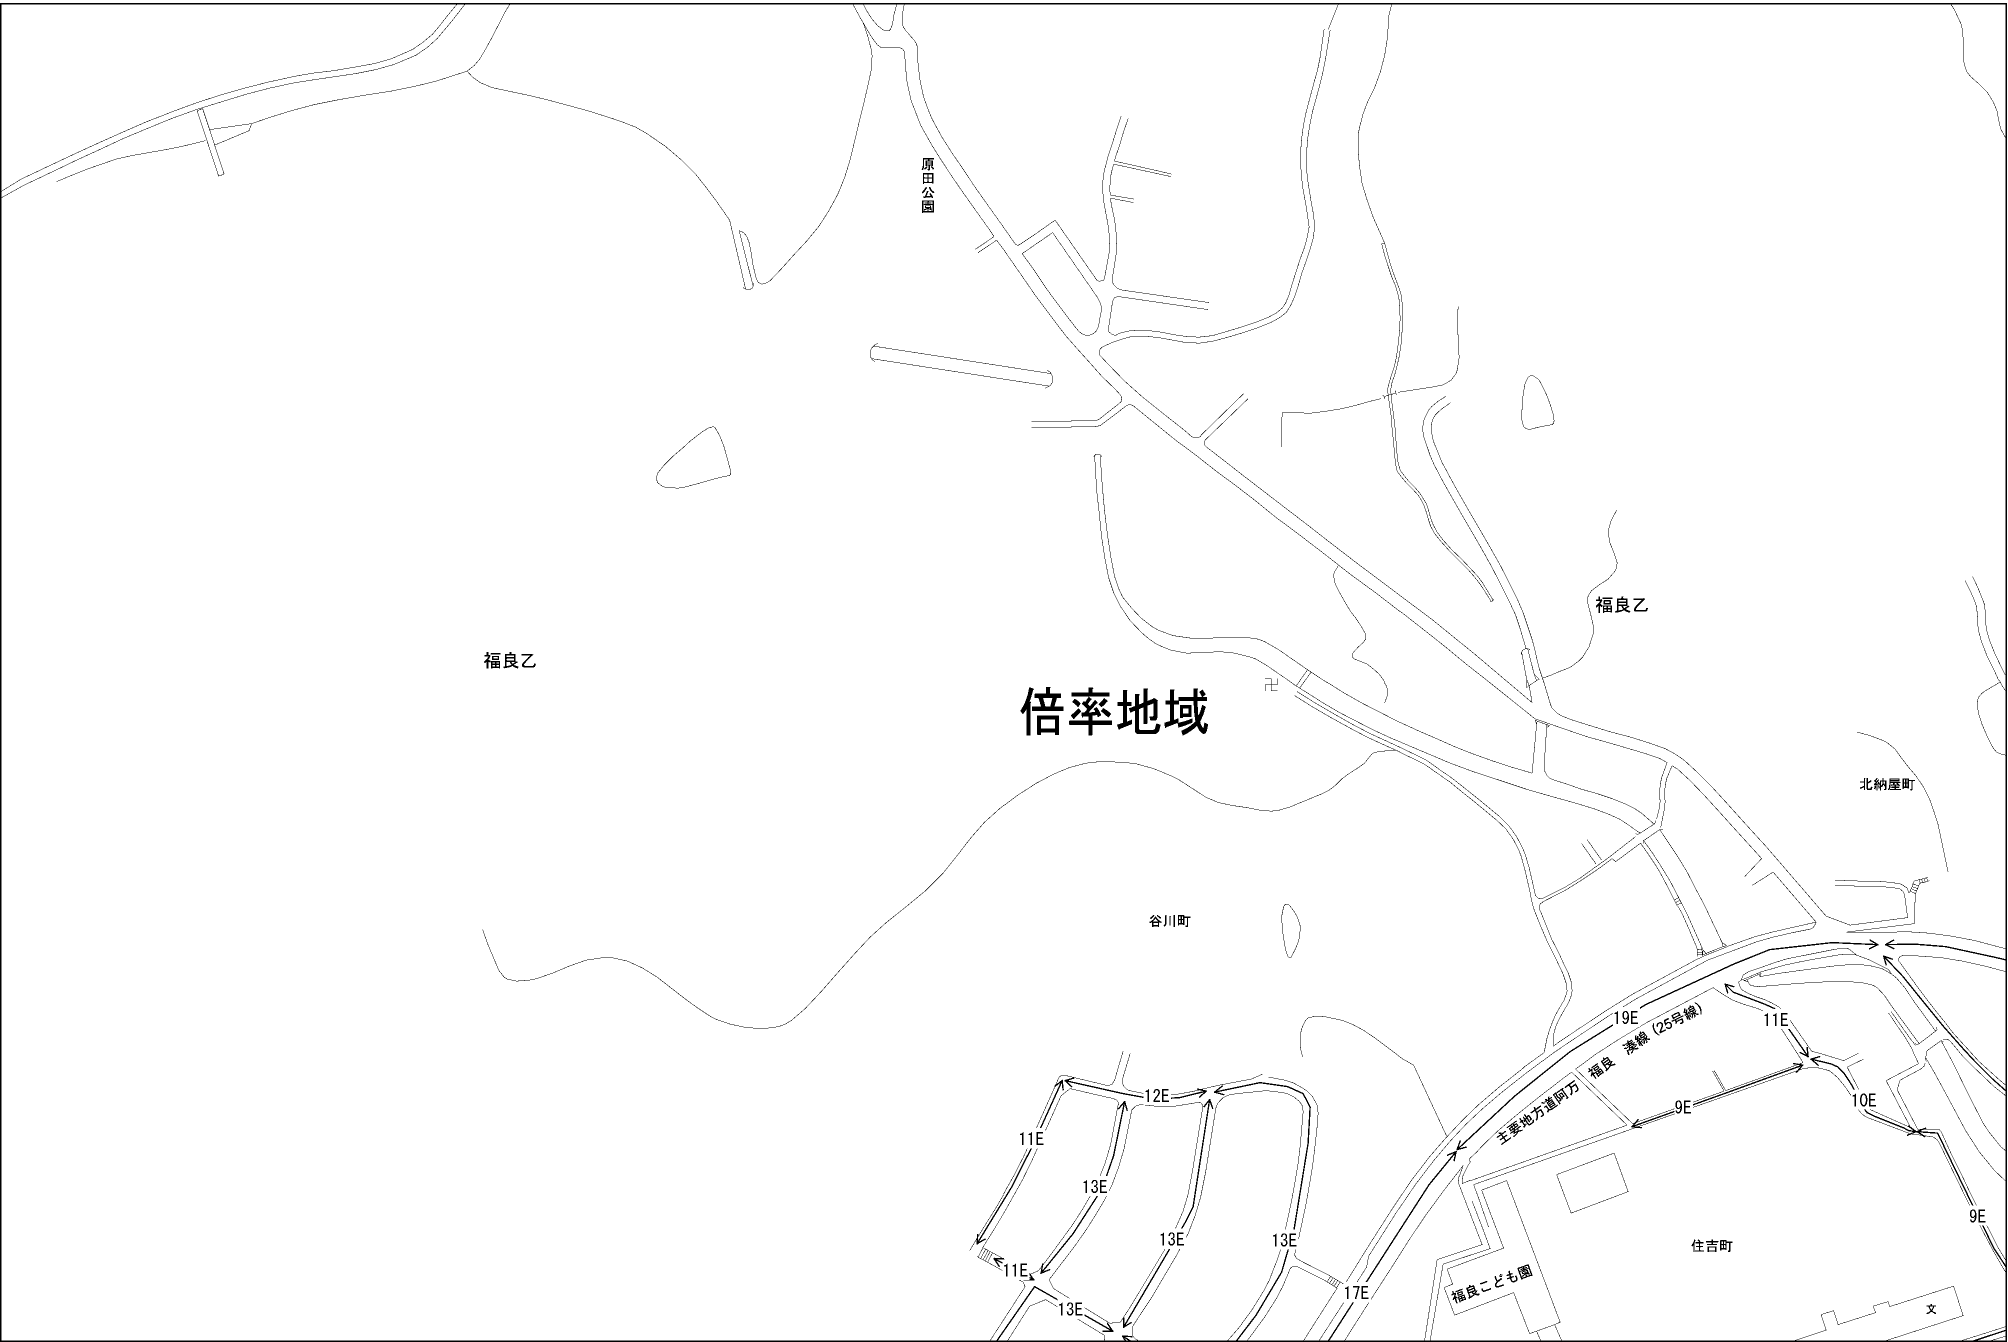 原田公園
福良乙
福良乙
倍率地域
北納屋町
谷川町
19E
11E
主要地方道阿万　福良　湊線（25号線）
12E
9E
10E
11E
13E
9E
13E
13E
住吉町
11E
福良こども園
17E
13E
文